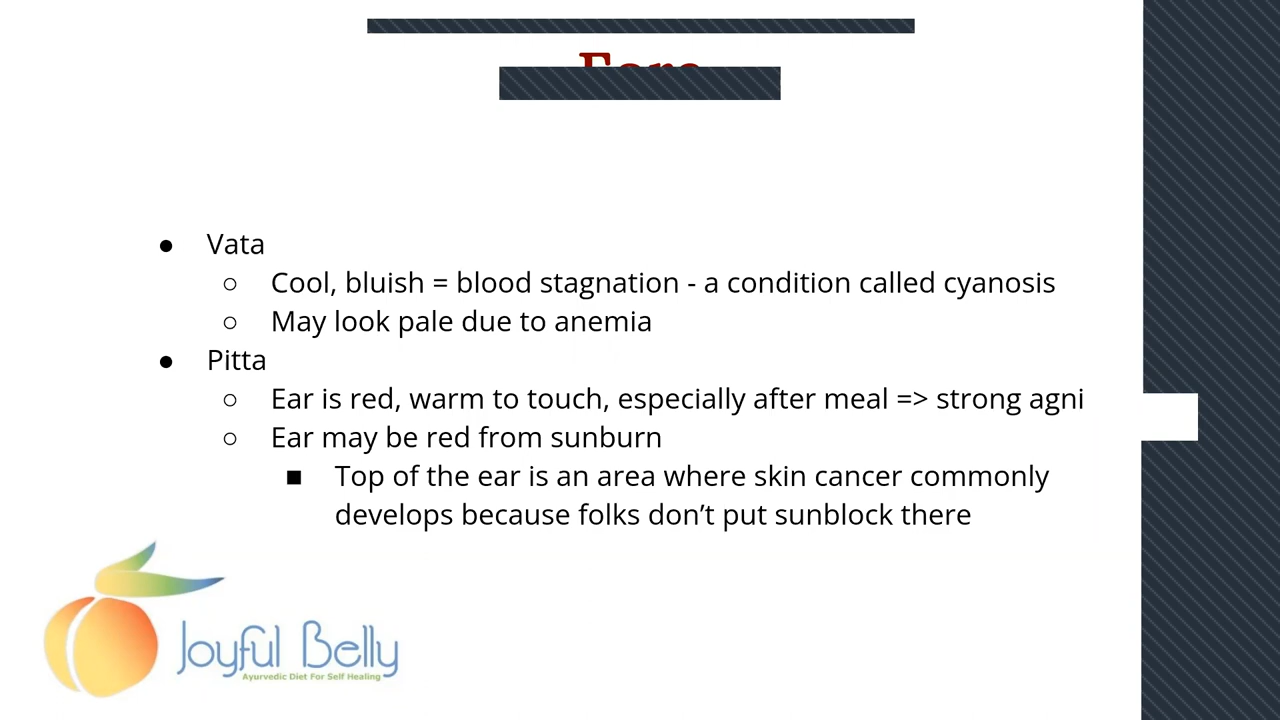 ● Vata
○ Cool, bluish = blood stagnation - a condition called cyanosis
○ May look pale due to anemia
● Pitta
○ Ear is red, warm to touch, especially after meal => strong agni
○ Ear may be red from sunburn
■ Top of the ear is an area where skin cancer commonly
develops because folks don’t put sunblock there
Joyful Belly
Ayurvedic Diet For Self Healing